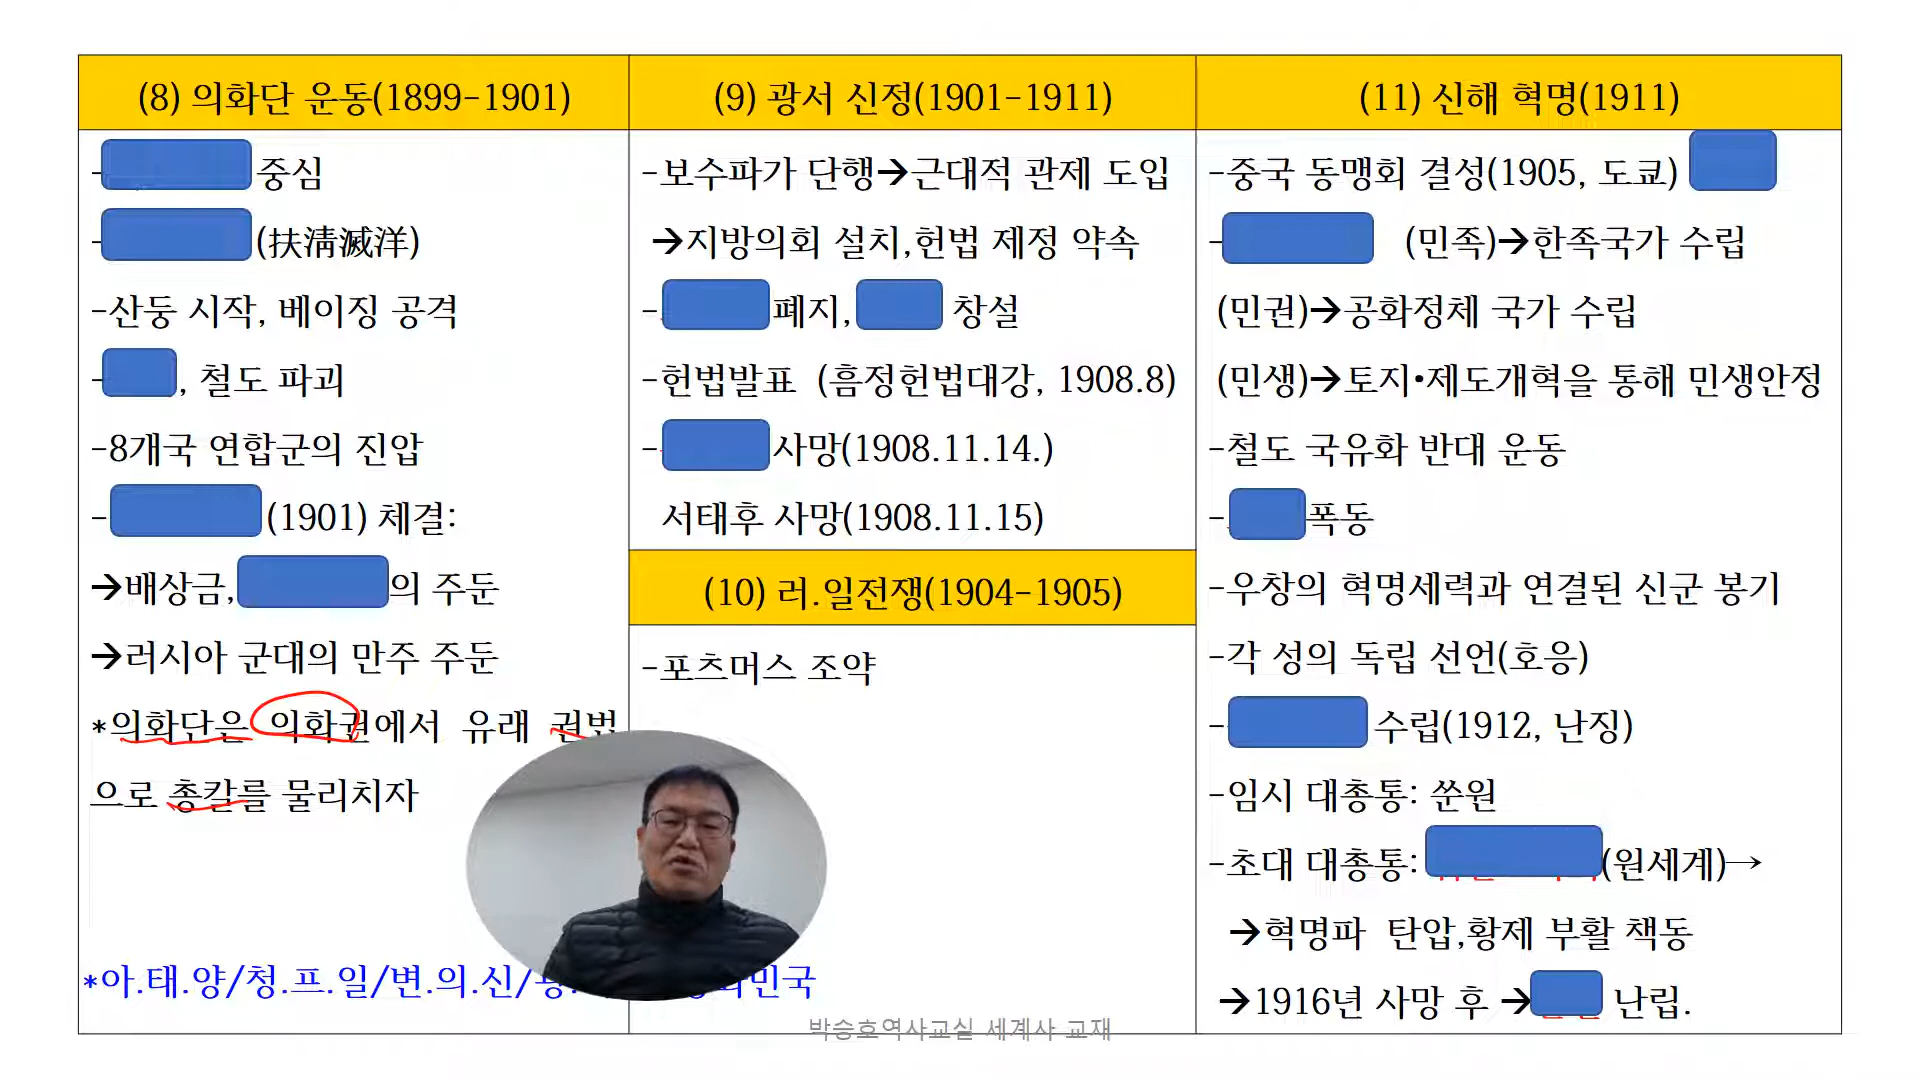 (8) 의화단 운동(1899-1901)
- 중심
- (扶淸滅洋)
-산둥 시작, 베이징 공격
- , 철도 파괴
-8개국 연합군의 진압
- (1901) 체결:
→배상금, 의 주둔
→러시아 군대의 만주 주둔
*의화단은 의화권에서 유래 권법
으로 총칼를 물리치자
(9) 광서 신정(1901-1911)
-보수파가 단행→근대적 관제 도입
→지방의회 설치,헌법 제정 약속
- 폐지, 창설
-헌법발표 (흠정헌법대강, 1908.8)
- 사망(1908.11.14.)
서태후 사망(1908.11.15)
(10) 러.일전쟁(1904-1905)
-포츠머스 조약
(11) 신해 혁명(1911)
-중국 동맹회 결성(1905, 도쿄)
- (민족)→한족국가 수립
(민권)→공화정체 국가 수립
(민생)→토지•제도개혁을 통해 민생안정
-철도 국유화 반대 운동
- 폭동
-우창의 혁명세력과 연결된 신군 봉기
-각 성의 독립 선언(호응)
- 수립(1912, 난징)
-임시 대총통: 쑨원
-초대 대총통: (원세계)→
→혁명파 탄압,황제 부활 책동
→1916년 사망 후 → 난립.
*아.태.양/청.프.일/변.의.신/ 민국
박승호역사교실 세계사 교재